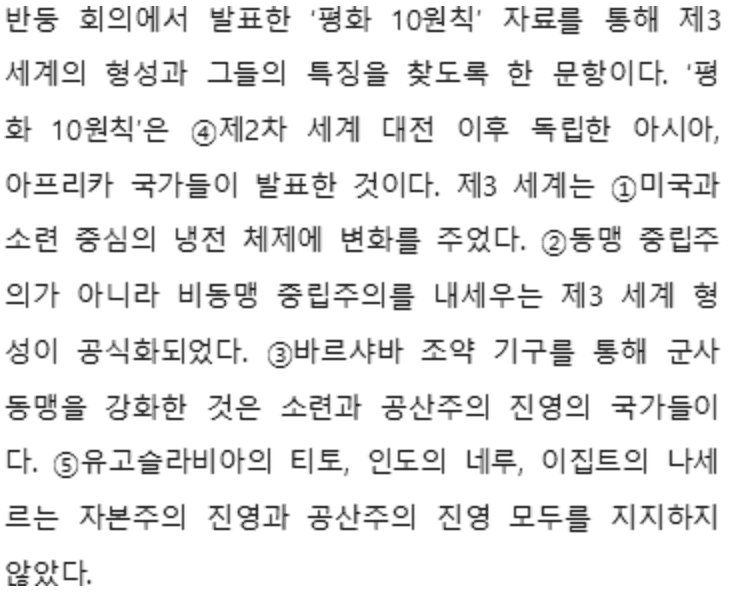 반둥 회의에서 발표한 '평화 10원칙' 자료를 통해 제3
세계의 형성과 그들의 특징을 찾도록 한 문항이다. '평
화 10원칙'은 ④제2차 세계 대전 이후 독립한 아시아,
아프리카 국가들이 발표한 것이다. 제3 세계는 ①미국과
소련 중심의 냉전 체제에 변화를 주었다. ②동맹 중립주
의가 아니라 비동맹 중립주의를 내세우는 제3 세계 형
성이 공식화되었다. ③바르샤바 조약 기구를 통해 군사
동맹을 강화한 것은 소련과 공산주의 진영의 국가들이
다. ⑤유고슬라비아의 티토, 인도의 네루, 이집트의 나세
르는 자본주의 진영과 공산주의 진영 모두를 지지하지
않았다.